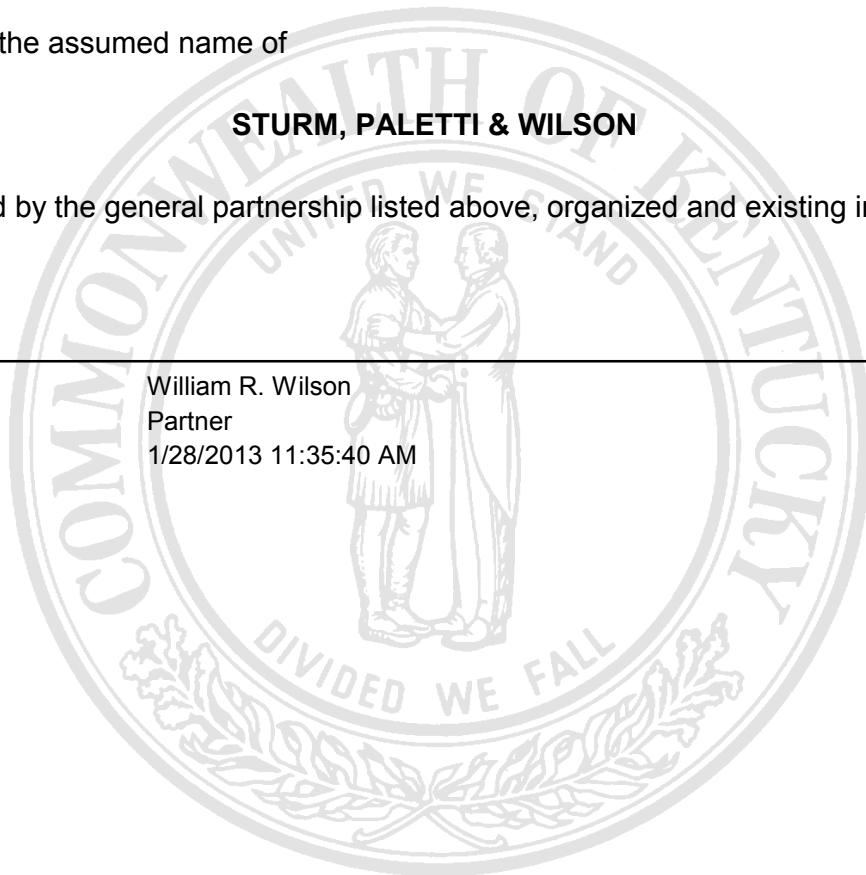 the assumed name of
STURM, PALETTI & WILSON
by the general partnership listed above, organized and existing
William R. Wilson
Partner
1/28/2013 11:35:40 AM
COMMONWEALTH OF KENTUCKY
UNITED WE STAND
DIVIDED WE FALL